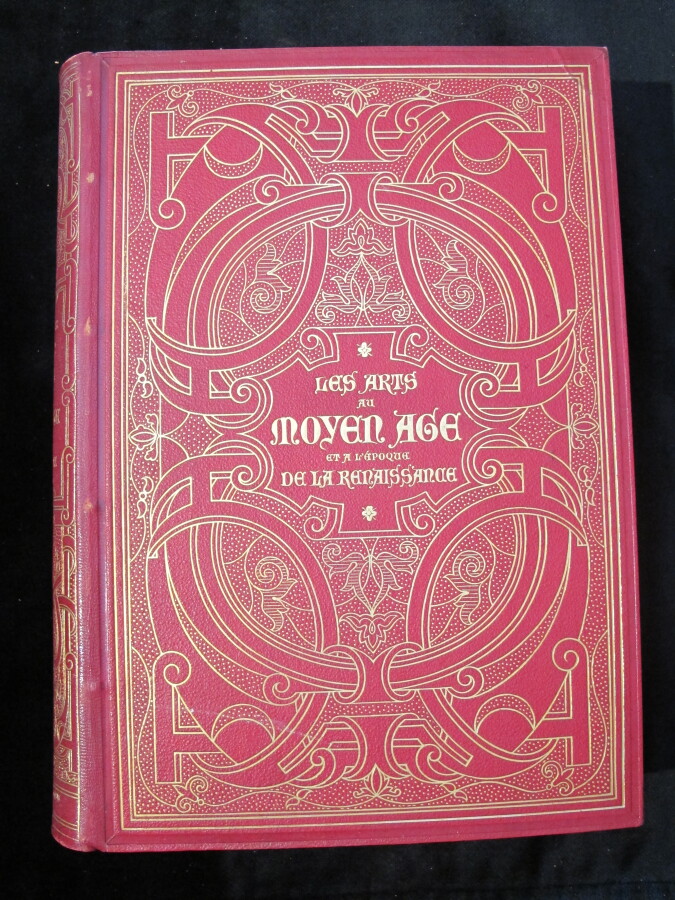 LES ARTS
AU
MOYEN AGE
ET A L'ÉPOQUE
DE LA RENAISSANCE